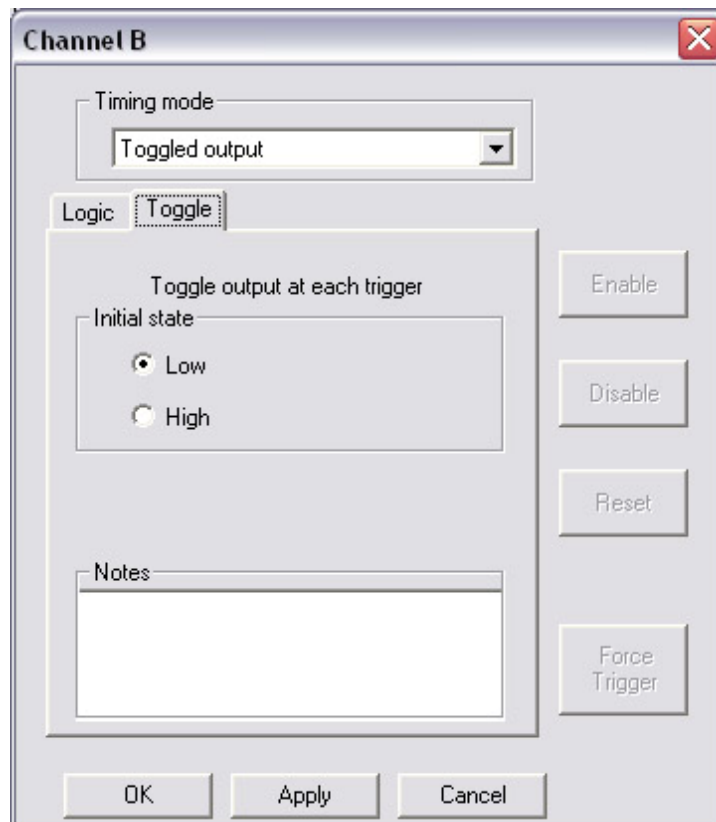 Channel B
Timing mode
Toggled output
Logic
Toggle
Toggle output at each trigger
Initial state
Low
High
Notes
Enable
Disable
Reset
Force
Trigger
OK
Apply
Cancel